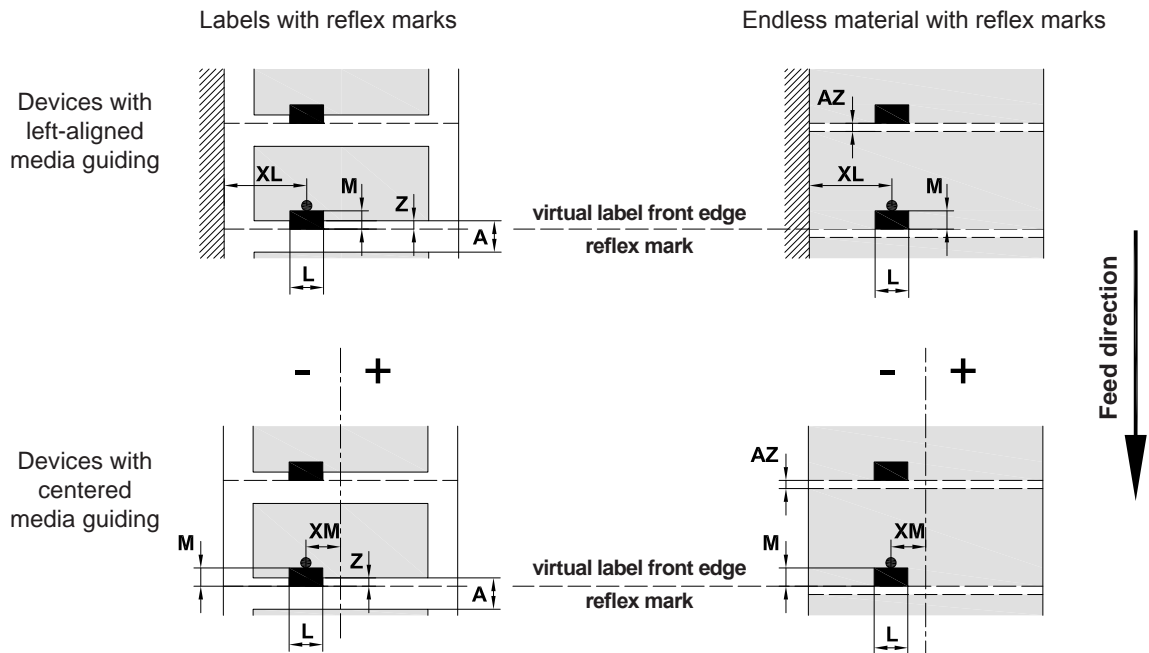 Labels with reflex marks
Endless material with reflex marks
Devices with
left-aligned
media guiding
XL
M
Z
A
L
virtual label front edge
reflex mark
AZ
XL
M
L
Feed direction
- +
- +
Devices with
centered
media guiding
M
XM
Z
A
L
virtual label front edge
reflex mark
AZ
XM
M
L